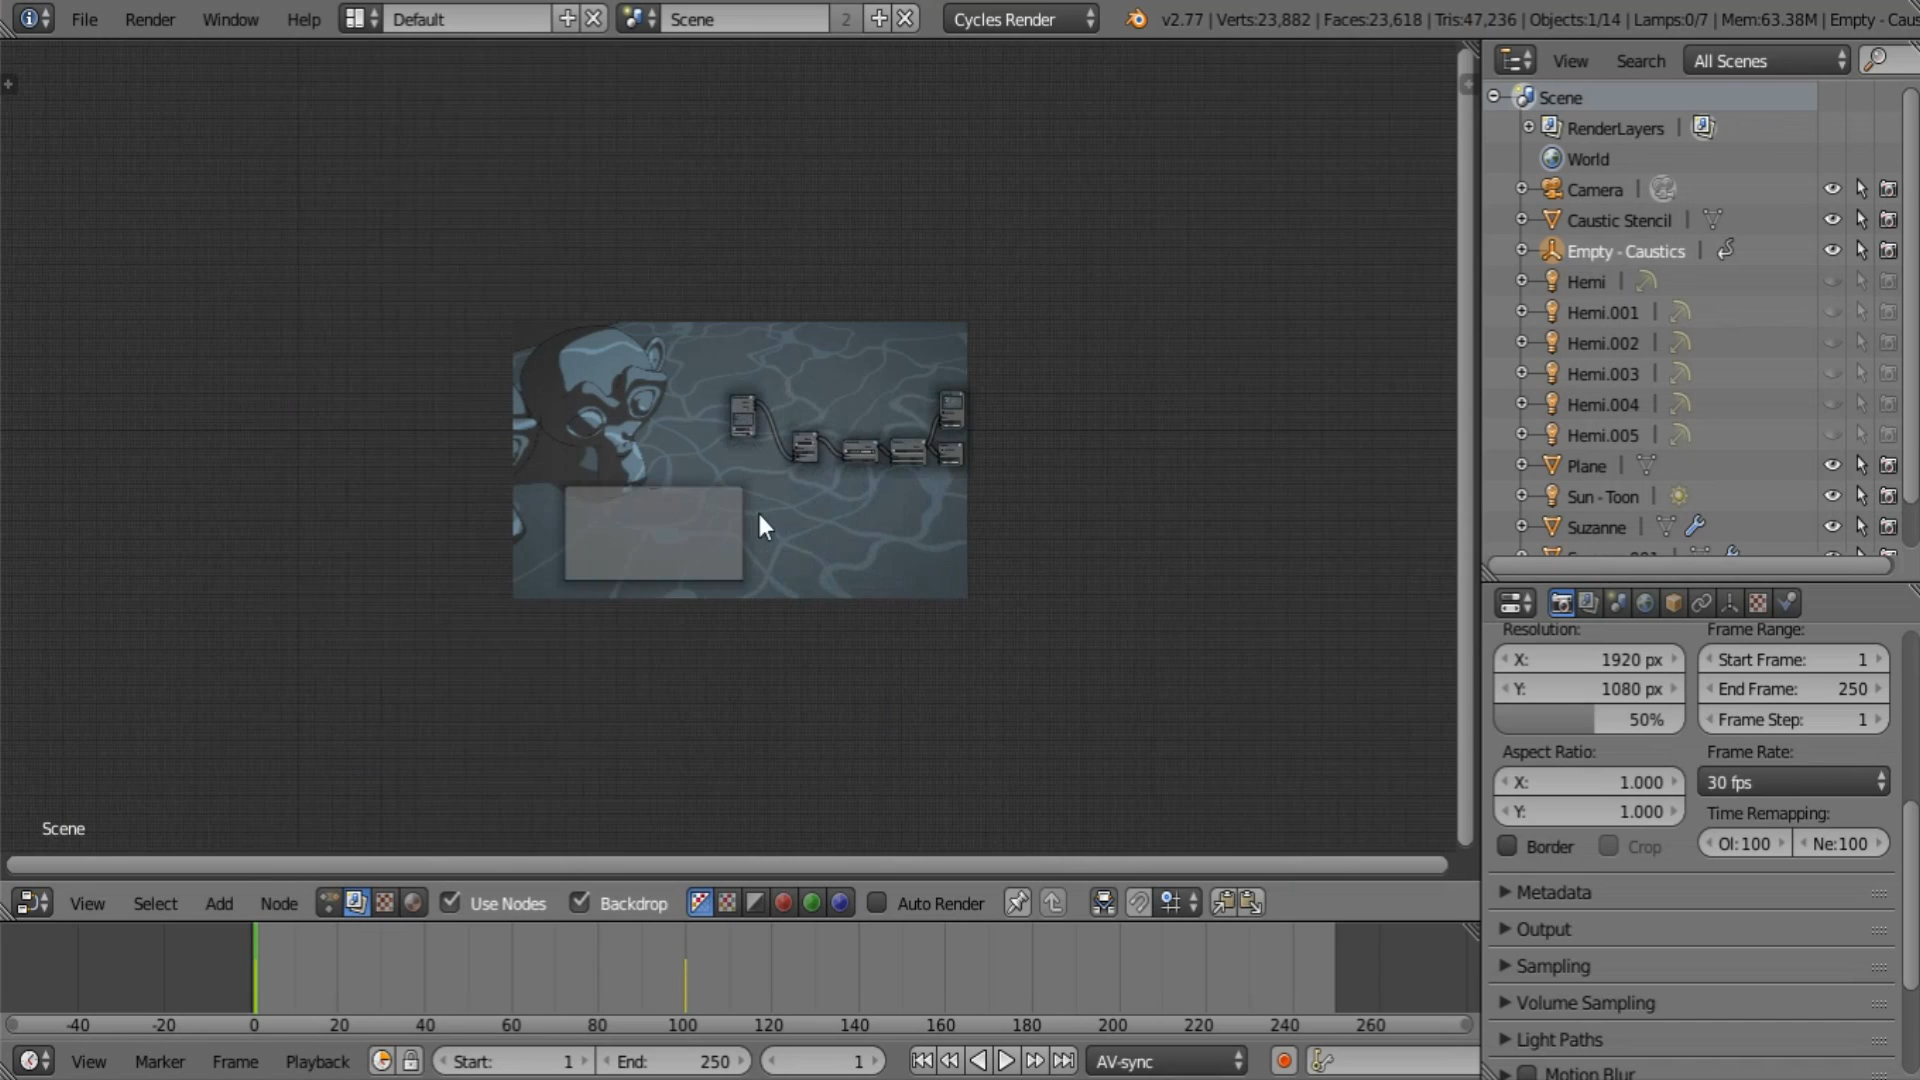 File Render Window Help Default Scene 2 Cycles Render v2.77 | Verts:23,882 | Faces:23,618 | Tris:47,236 | Objects:1/14 | Lamps:0/7 | Mem:63.38M | Empty - Caus
View Search All Scenes
Scene
RenderLayers
World
Camera
Caustic Stencil
Empty - Caustics
Hemi
Hemi.001
Hemi.002
Hemi.003
Hemi.004
Hemi.005
Plane
Sun - Toon
Suzanne
Resolution: Frame Range:
X: 1920 px Start Frame: 1
Y: 1080 px End Frame: 250
50% Frame Step: 1
Aspect Ratio: Frame Rate:
X: 1.000 30 fps
Y: 1.000 Time Remapping:
Border Crop Ol: 100 Ne: 100
Metadata
Output
Sampling
Volume Sampling
Light Paths
Motion Blur
Scene
View Select Add Node Use Nodes Backdrop Auto Render
-40 -20 0 20 40 60 80 100 120 140 160 180 200 220 240 260
View Marker Frame Playback Start: 1 End: 250 1 AV-sync